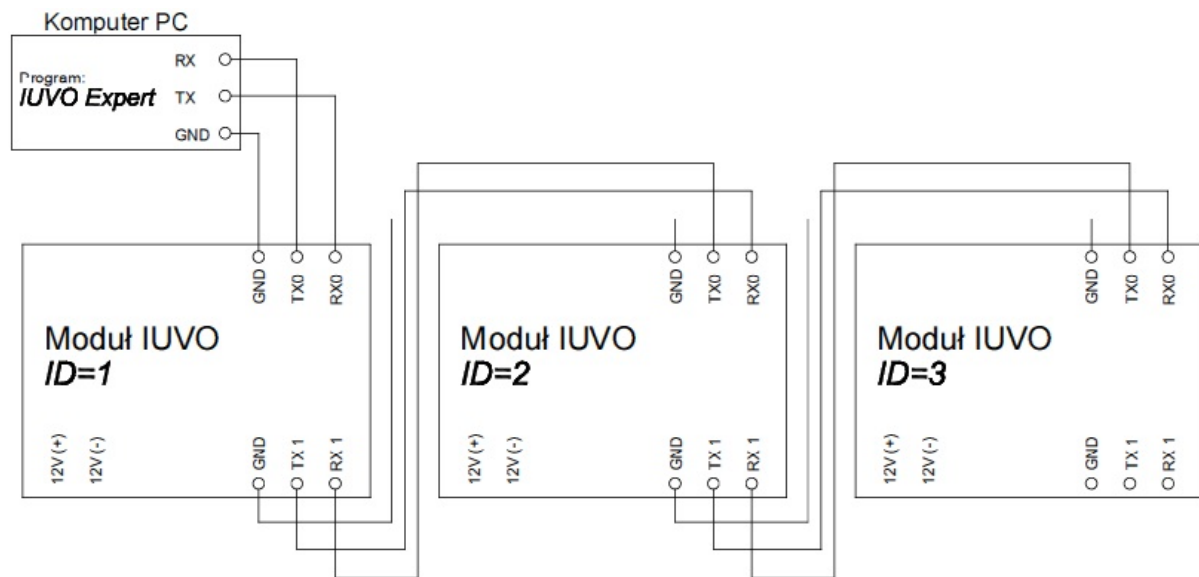 Komputer PC
RX
Program:
IUVO Expert
TX
GND
GND
TX0
RX0
GND
TX0
RX0
GND
TX0
RX0
Moduł IUVO
ID=1
Moduł IUVO
ID=2
Moduł IUVO
ID=3
12V (+)
12V (-)
GND
TX 1
RX 1
12V (+)
12V (-)
GND
TX 1
RX 1
12V (+)
12V (-)
GND
TX 1
RX 1